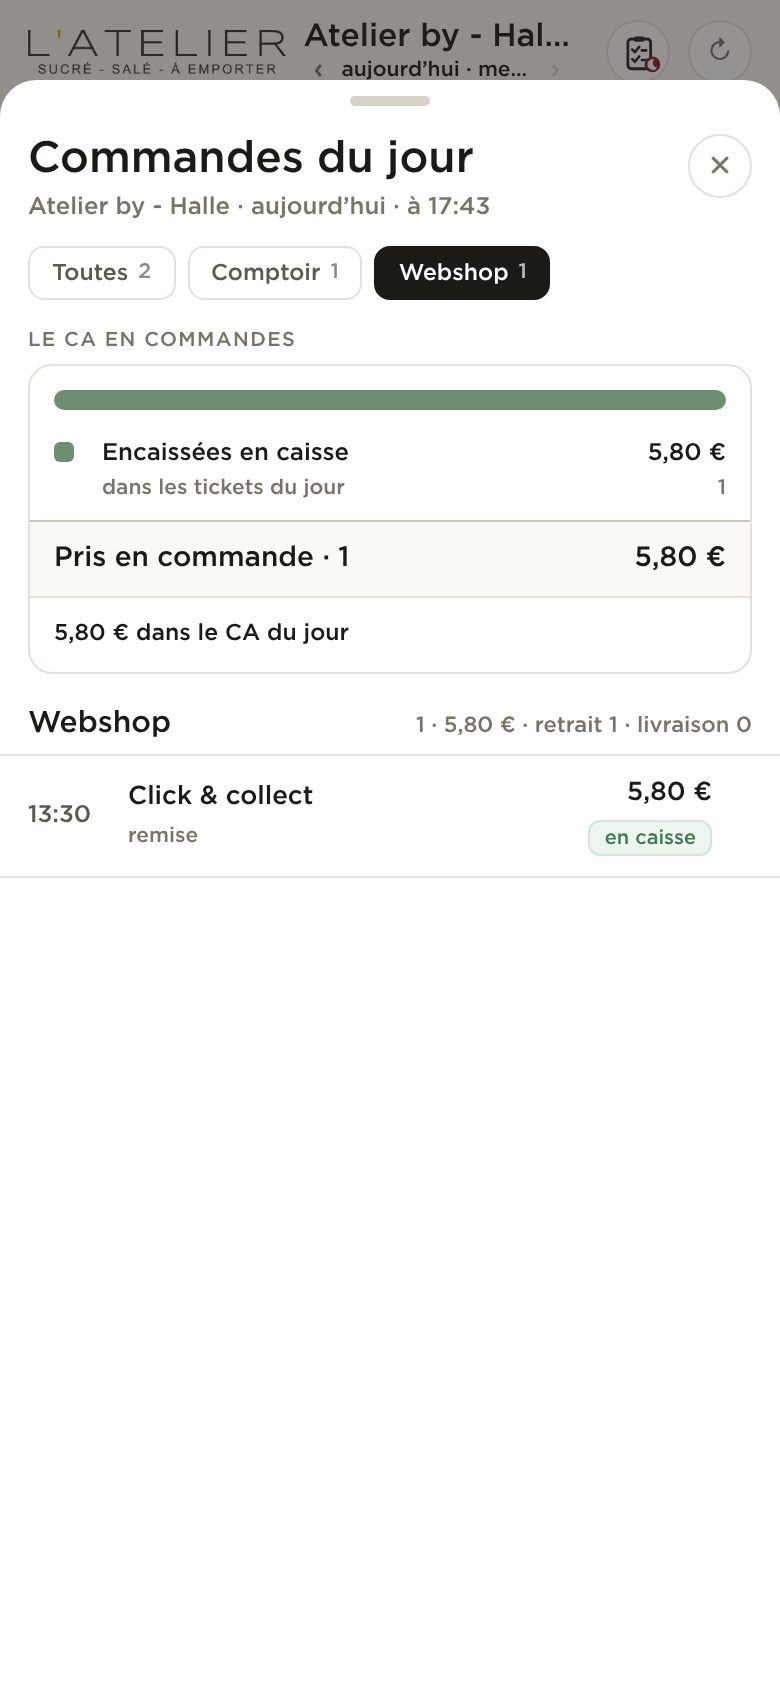 L'ATELIER
SUCRÉ - SALÉ - Á EMPORTER
Atelier by - Hal...
‹ aujourd’hui · me... ›
Commandes du jour
Atelier by - Halle · aujourd’hui · à 17:43
Toutes 2
Comptoir 1
Webshop 1
LE CA EN COMMANDES
Encaissées en caisse 5,80 €
dans les tickets du jour 1
Pris en commande · 1 5,80 €
5,80 € dans le CA du jour
Webshop 1 · 5,80 € · retrait 1 · livraison 0
13:30
Click & collect 5,80 €
remise en caisse